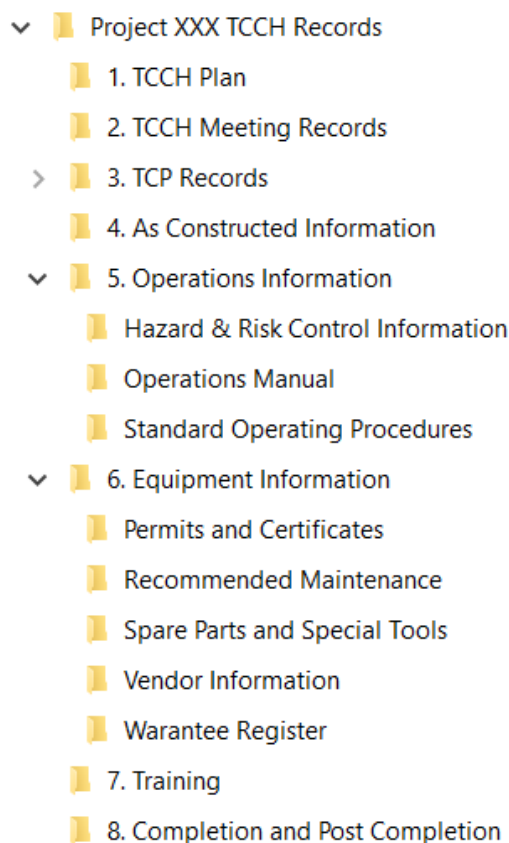 Project XXX TCCH Records
1. TCCH Plan
2. TCCH Meeting Records
3. TCP Records
4. As Constructed Information
5. Operations Information
Hazard & Risk Control Information
Operations Manual
Standard Operating Procedures
6. Equipment Information
Permits and Certificates
Recommended Maintenance
Spare Parts and Special Tools
Vendor Information
Warantee Register
7. Training
8. Completion and Post Completion